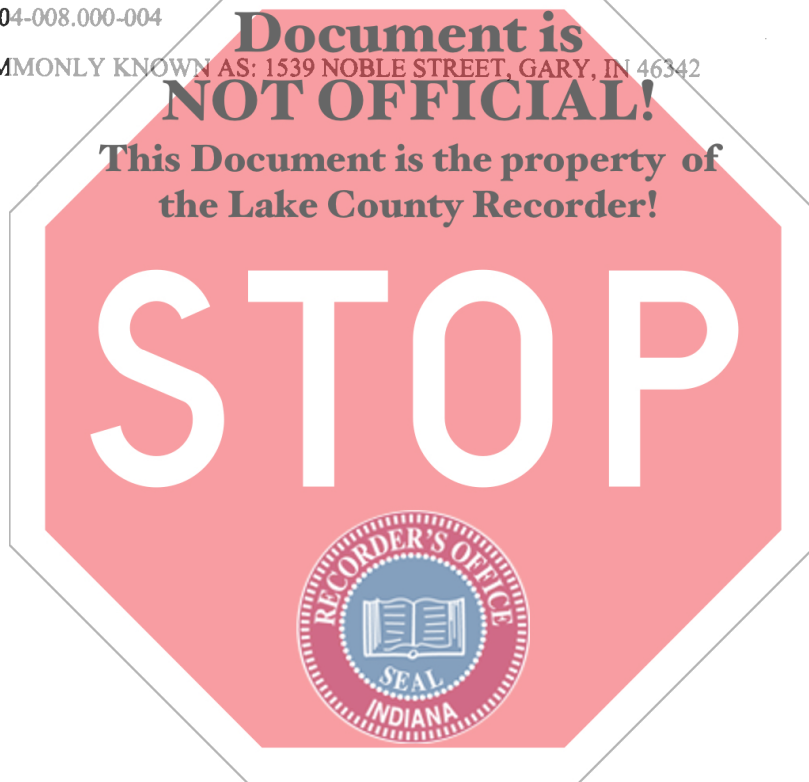 04-008.000-004
Document is
MMONLY KNOWN AS: 1539 NOBLE STREET, GARY, IN 46342
NOT OFFICIAL!
This Document is the property of
the Lake County Recorder!
STOP
RECORDER'S OFFICE
SEAL
INDIANA